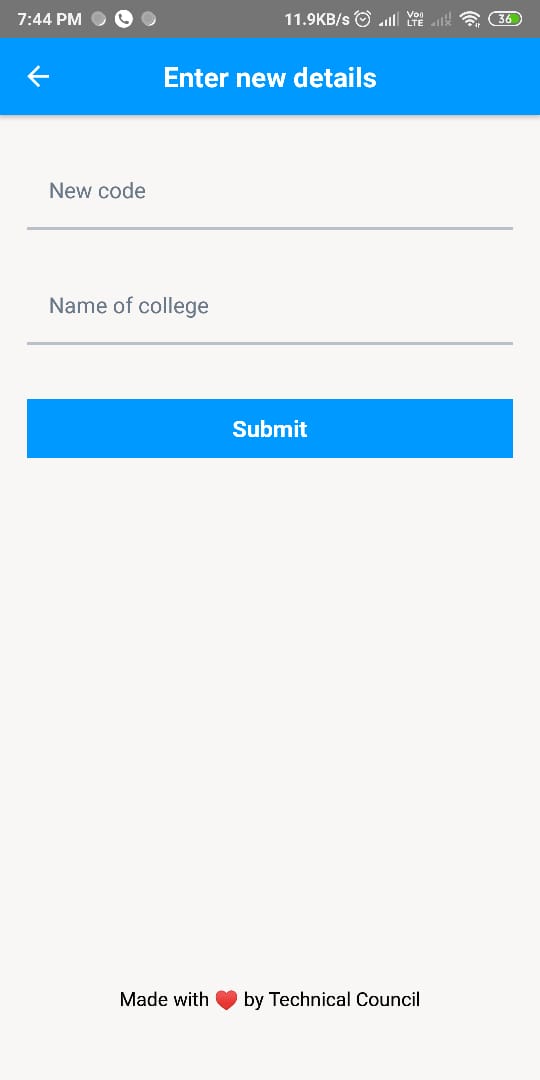 7:44 PM 11.9KB/s Vo)) LTE 36
Enter new details
New code
Name of college
Submit
Made with ❤️ by Technical Council